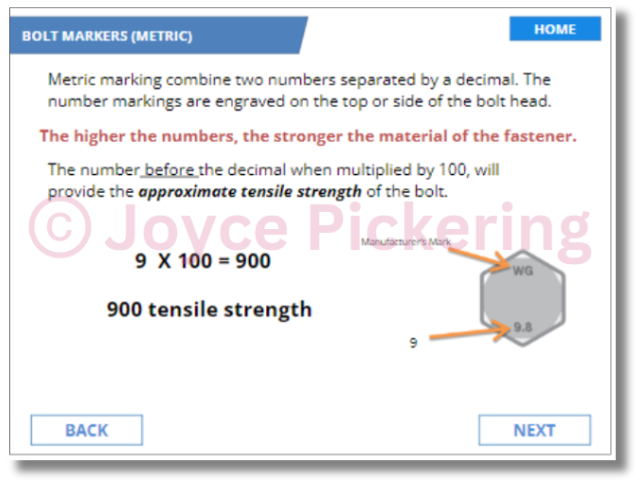 BOLT MARKERS (METRIC)
HOME
Metric marking combine two numbers separated by a decimal. The
number markings are engraved on the top or side of the bolt head.
The higher the numbers, the stronger the material of the fastener.
The number before the decimal when multiplied by 100, will
provide the approximate tensile strength of the bolt.
© Joyce Pickering
Manufacturer's Mark
9 X 100 = 900
WG
900 tensile strength
9.8
9
BACK
NEXT